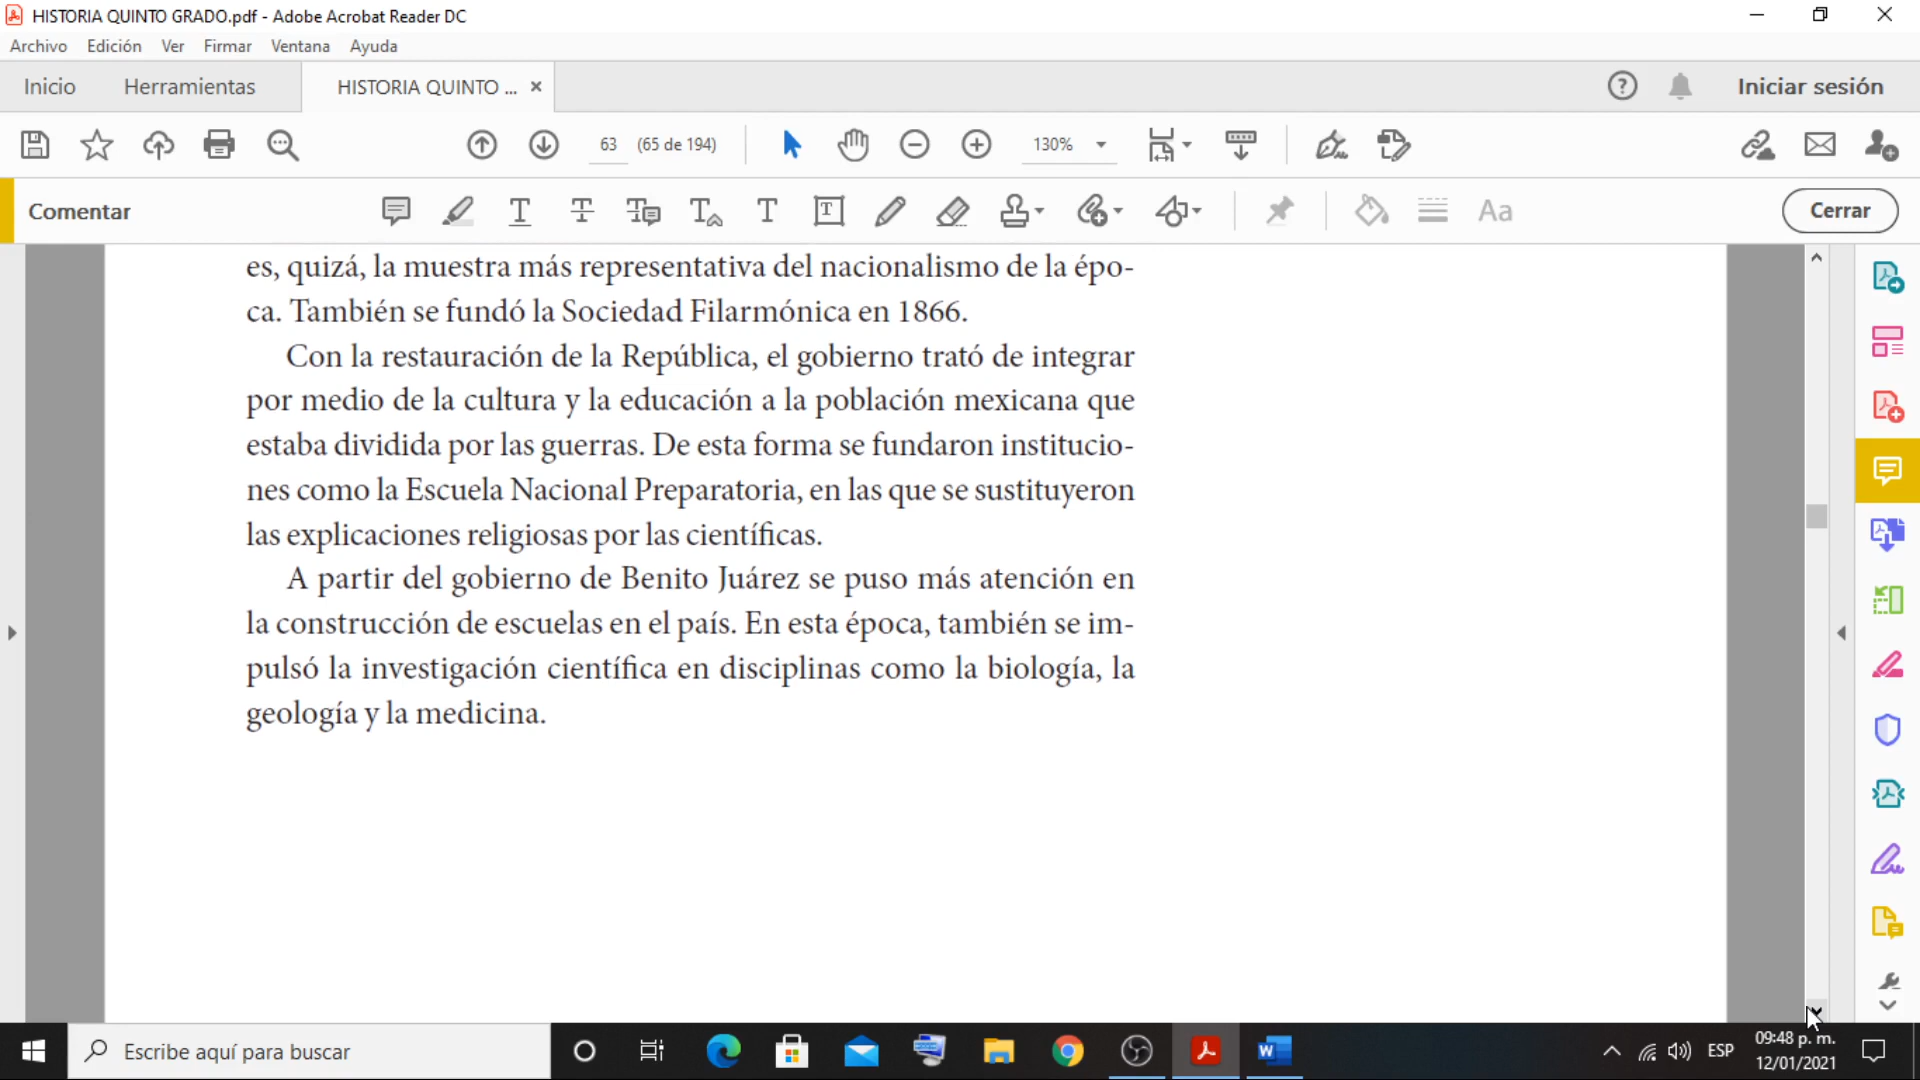 HISTORIA QUINTO GRADO.pdf - Adobe Acrobat Reader DC
Archivo Edición Ver Firmar Ventana Ayuda
Inicio Herramientas HISTORIA QUINTO ... × Iniciar sesión
63 (65 de 194) 130%
Comentar Aa Cerrar
es, quizá, la muestra más representativa del nacionalismo de la épo-
ca. También se fundó la Sociedad Filarmónica en 1866.
Con la restauración de la República, el gobierno trató de integrar
por medio de la cultura y la educación a la población mexicana que
estaba dividida por las guerras. De esta forma se fundaron institucio-
nes como la Escuela Nacional Preparatoria, en las que se sustituyeron
las explicaciones religiosas por las científicas.
A partir del gobierno de Benito Juárez se puso más atención en
la construcción de escuelas en el país. En esta época, también se im-
pulsó la investigación científica en disciplinas como la biología, la
geología y la medicina.
Escribe aquí para buscar
ESP
09:48 p. m.
12/01/2021